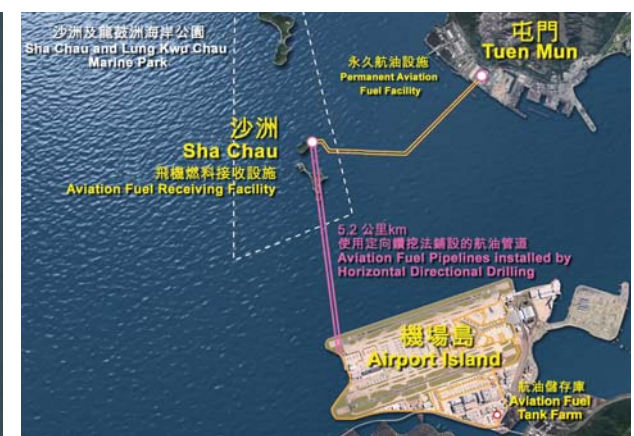 沙洲及龍鼓洲海岸公園
Sha Chau and Lung Kwu Chau
Marine Park
屯門
Tuen Mun
永久航油設施
Permanent Aviation
Fuel Facility
沙洲
Sha Chau
飛機燃料接收設施
Aviation Fuel Receiving Facility
5.2 公里km
使用定向鑽挖法鋪設的航油管道
Aviation Fuel Pipelines installed by
Horizontal Directional Drilling
機場島
Airport Island
航油儲存庫
Aviation Fuel
Tank Farm